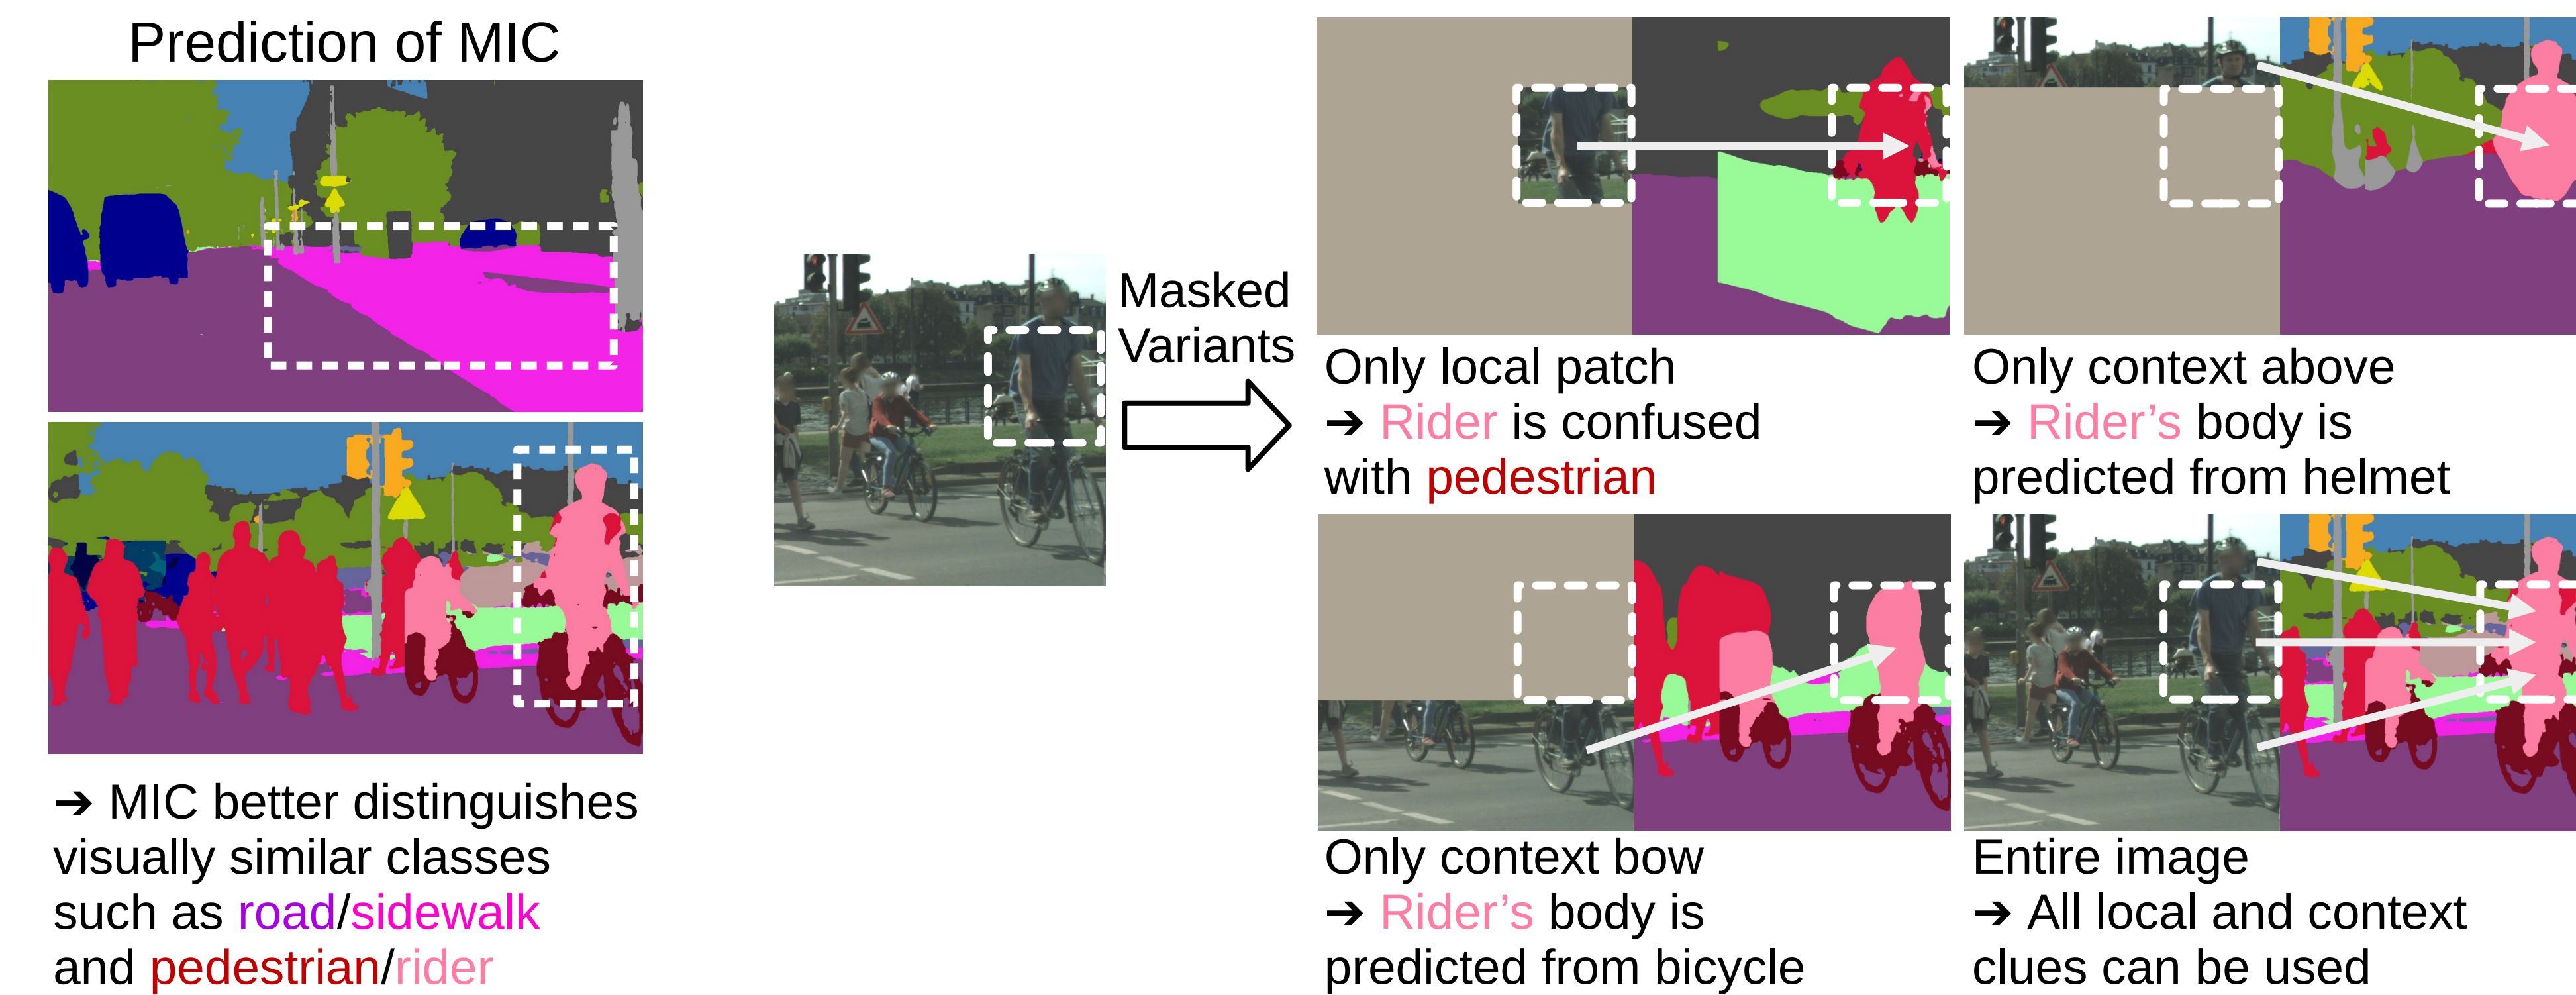 Prediction of MIC
➔ MIC better distinguishes
visually similar classes
such as road/sidewalk
and pedestrian/rider
Masked
Variants
Only local patch
➔ Rider is confused
with pedestrian
Only context above
➔ Rider’s body is
predicted from helmet
Only context bow
➔ Rider’s body is
predicted from bicycle
Entire image
➔ All local and context
clues can be used